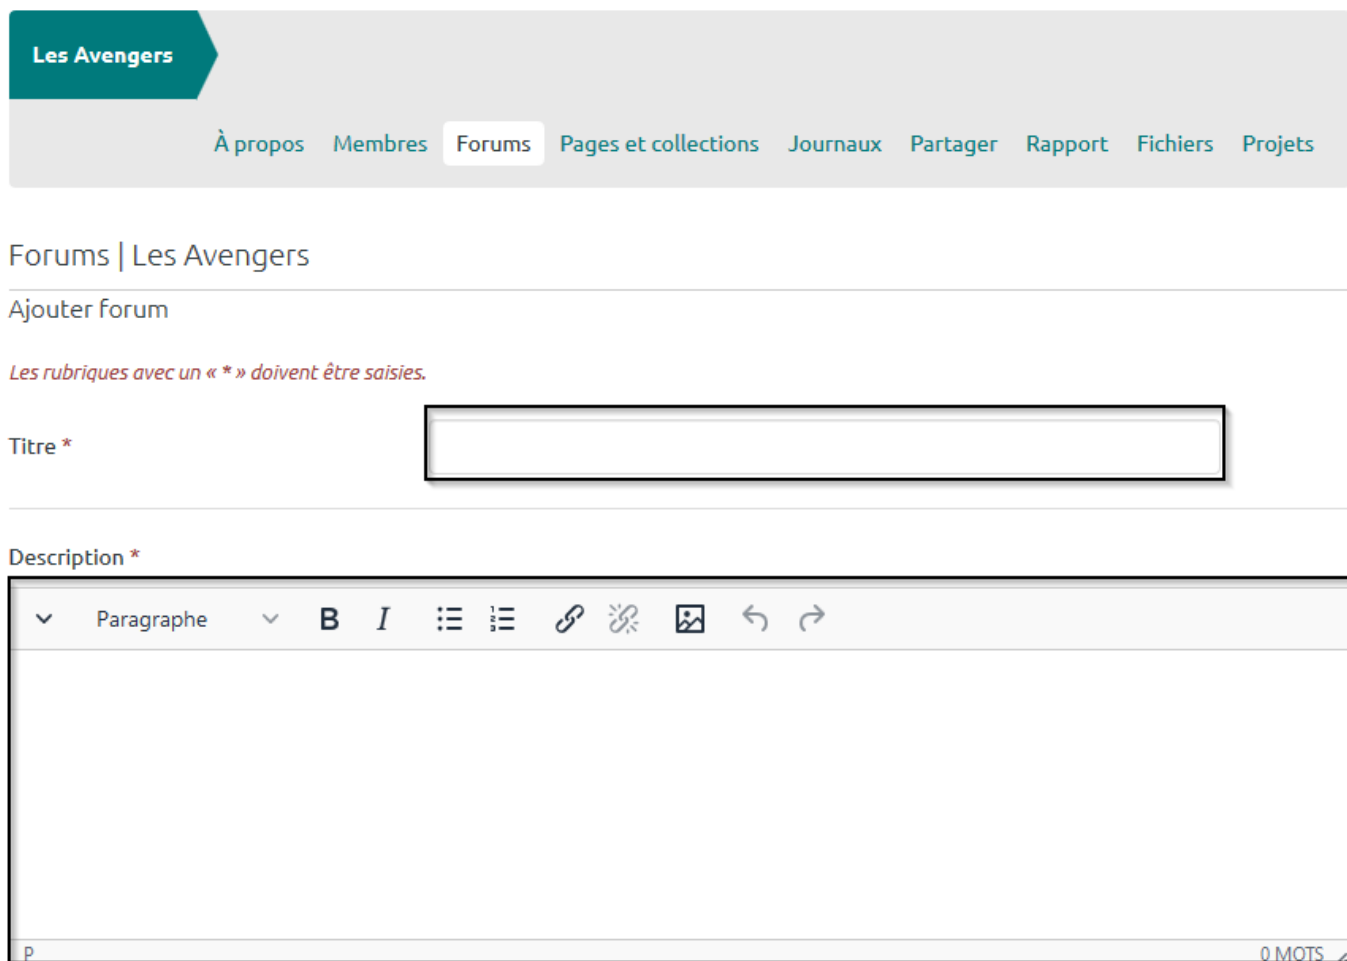 Les Avengers
À propos Membres Forums Pages et collections Journaux Partager Rapport Fichiers Projets
Forums | Les Avengers
Ajouter forum
Les rubriques avec un « * » doivent être saisies.
Titre *
Description *
Paragraphe B I
P 0 MOTS